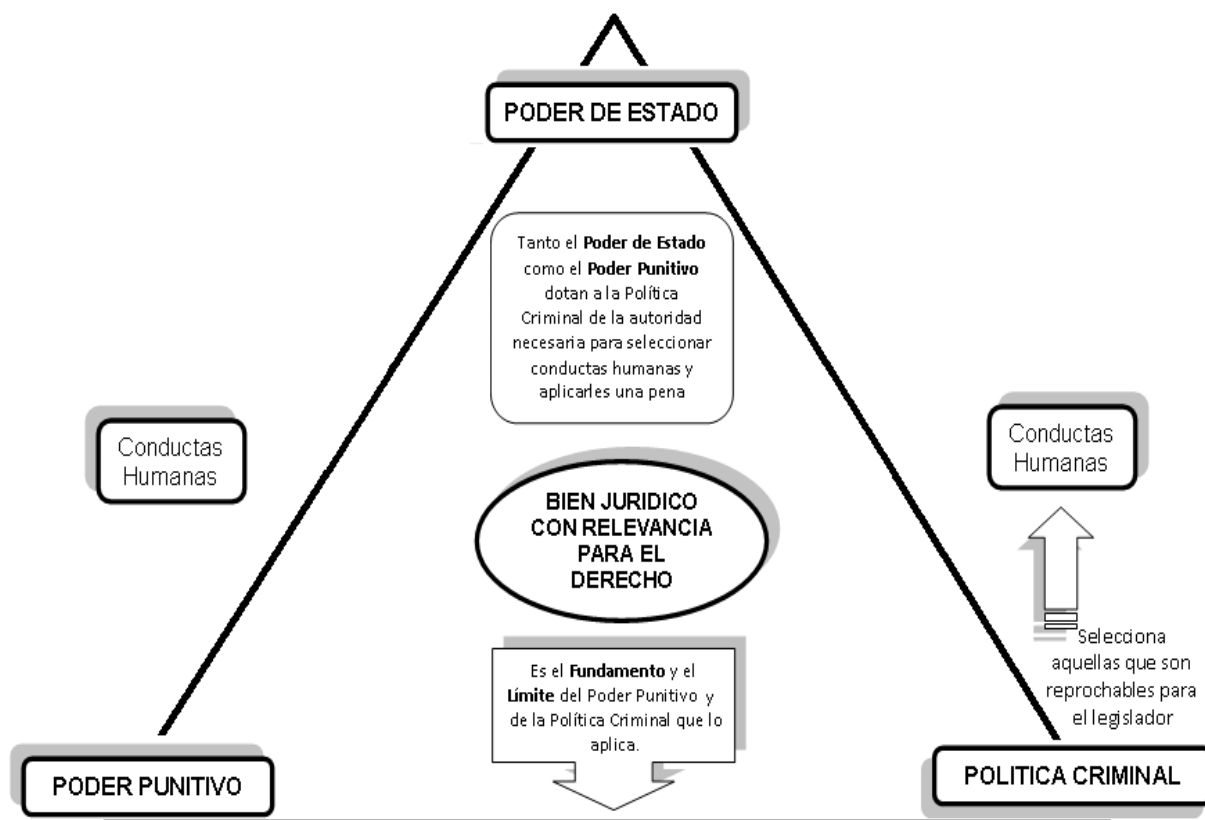 PODER DE ESTADO
Tanto el Poder de Estado
como el Poder Punitivo
dotan a la Política
Criminal de la autoridad
necesaria para seleccionar
conductas humanas y
aplicarles una pena
Conductas
Humanas
Conductas
Humanas
BIEN JURIDICO
CON RELEVANCIA
PARA EL
DERECHO
Selecciona
aquellas que son
reprochables para
el legislador
Es el Fundamento y el
Límite del Poder Punitivo y
de la Política Criminal que lo
aplica.
PODER PUNITIVO
POLITICA CRIMINAL